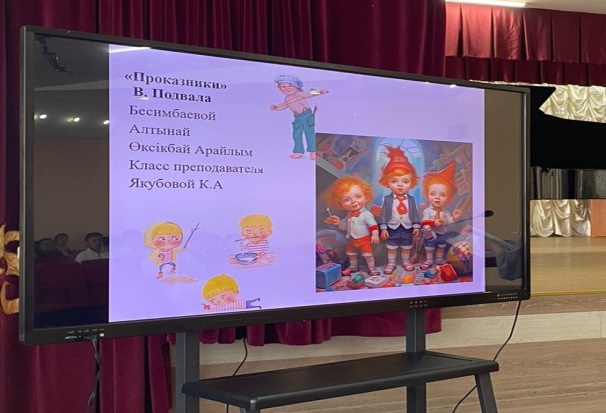 «Проказники»
В. Подвала
Бесимбаевой
Алтынай
Өксікбай Арайлым
Класс преподавателя
Якубовой К.А